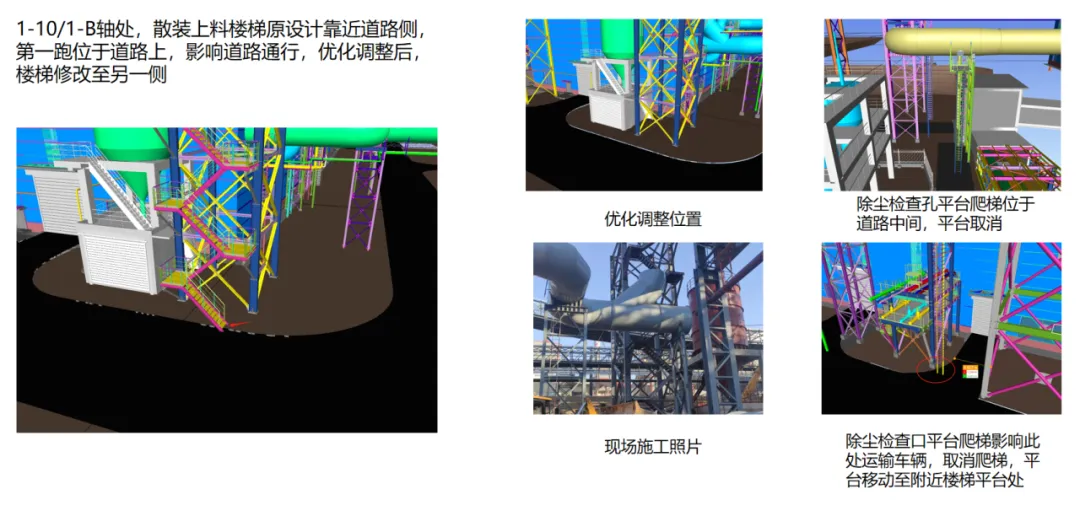 1-10/1-B轴处，散装上料楼梯原设计靠近道路侧，
第一跑位于道路上，影响道路通行，优化调整后，
楼梯修改至另一侧
优化调整位置
除尘检查孔平台爬梯位于
道路中间，平台取消
现场施工照片
除尘检查口平台爬梯影响此
处运输车辆，取消爬梯，平
台移动至附近楼梯平台处